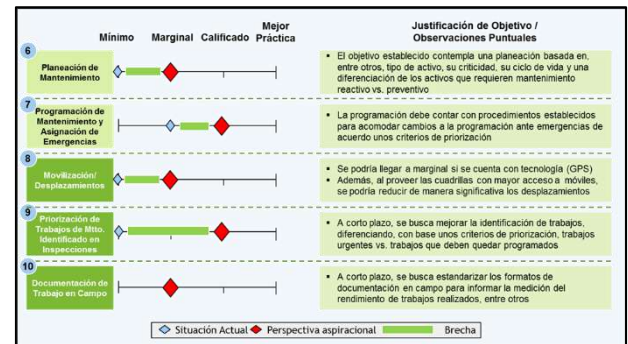 Mínimo
Marginal
Calificado
Mejor
Práctica
Justificación de Objetivo /
Observaciones Puntuales
6
Planeación de
Mantenimiento
▪ El objetivo establecido contempla una planeación basada en,
entre otros, tipo de activo, su criticidad, su ciclo de vida y una
diferenciación de los activos que requieren mantenimiento
reactivo vs. preventivo
7
Programación de
Mantenimiento y
Asignación de
Emergencias
▪ La programación debe contar con procedimientos establecidos
para acomodar cambios a la programación ante emergencias de
acuerdo unos criterios de priorización
8
Movilización/
Desplazamientos
▪ Se podría llegar a marginal si se cuenta con tecnología (GPS)
▪ Además, al proveer las cuadrillas con mayor acceso a móviles,
se podría reducir de manera significativa los desplazamientos
9
Priorización de
Trabajos de Mtto.
Identificado en
Inspecciones
▪ A corto plazo, se busca mejorar la identificación de trabajos,
diferenciando, con base unos criterios de priorización, trabajos
urgentes vs. trabajos que deben quedar programados
10
Documentación de
Trabajo en Campo
▪ A corto plazo, se busca estandarizar los formatos de
documentación en campo para informar la medición del
rendimiento de trabajos realizados, entre otros
Situación Actual
Perspectiva aspiracional
Brecha